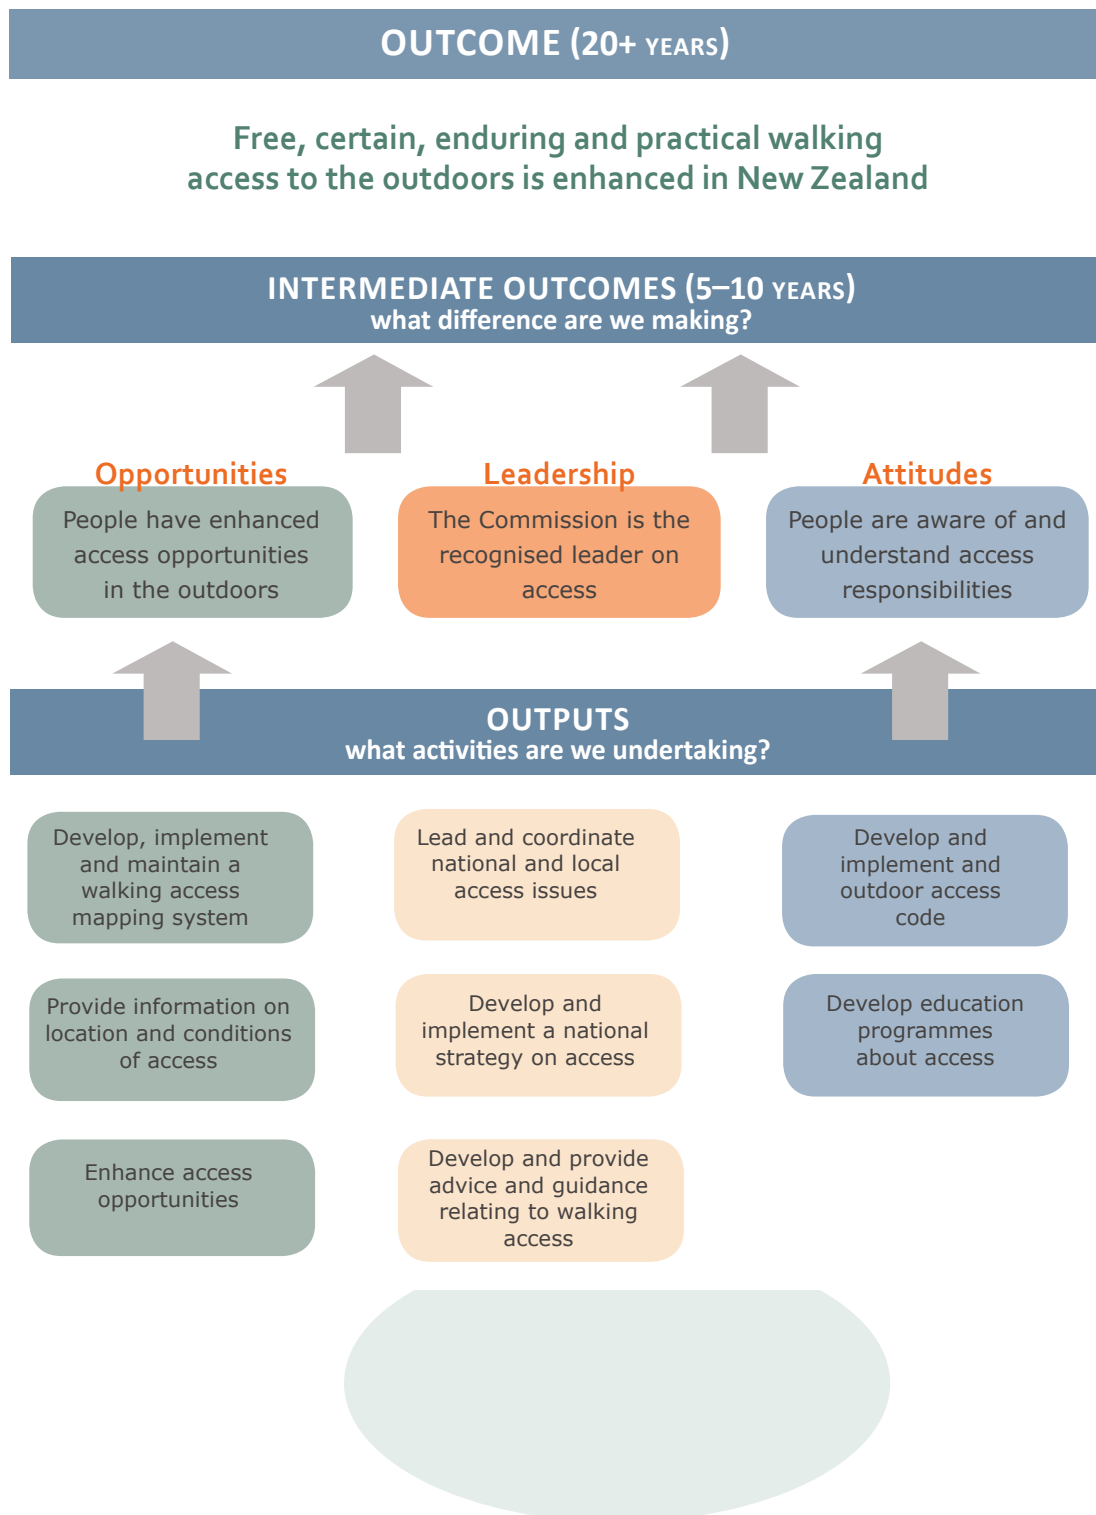 OUTCOME (20+ YEARS)
Free, certain, enduring and practical walking
access to the outdoors is enhanced in New Zealand
INTERMEDIATE OUTCOMES (5–10 YEARS)
what difference are we making?
Opportunities
People have enhanced
access opportunities
in the outdoors
Leadership
The Commission is the
recognised leader on
access
Attitudes
People are aware of and
understand access
responsibilities
OUTPUTS
what activities are we undertaking?
Develop, implement
and maintain a
walking access
mapping system
Lead and coordinate
national and local
access issues
Develop and
implement and
outdoor access
code
Provide information on
location and conditions
of access
Develop and
implement a national
strategy on access
Develop education
programmes
about access
Enhance access
opportunities
Develop and provide
advice and guidance
relating to walking
access